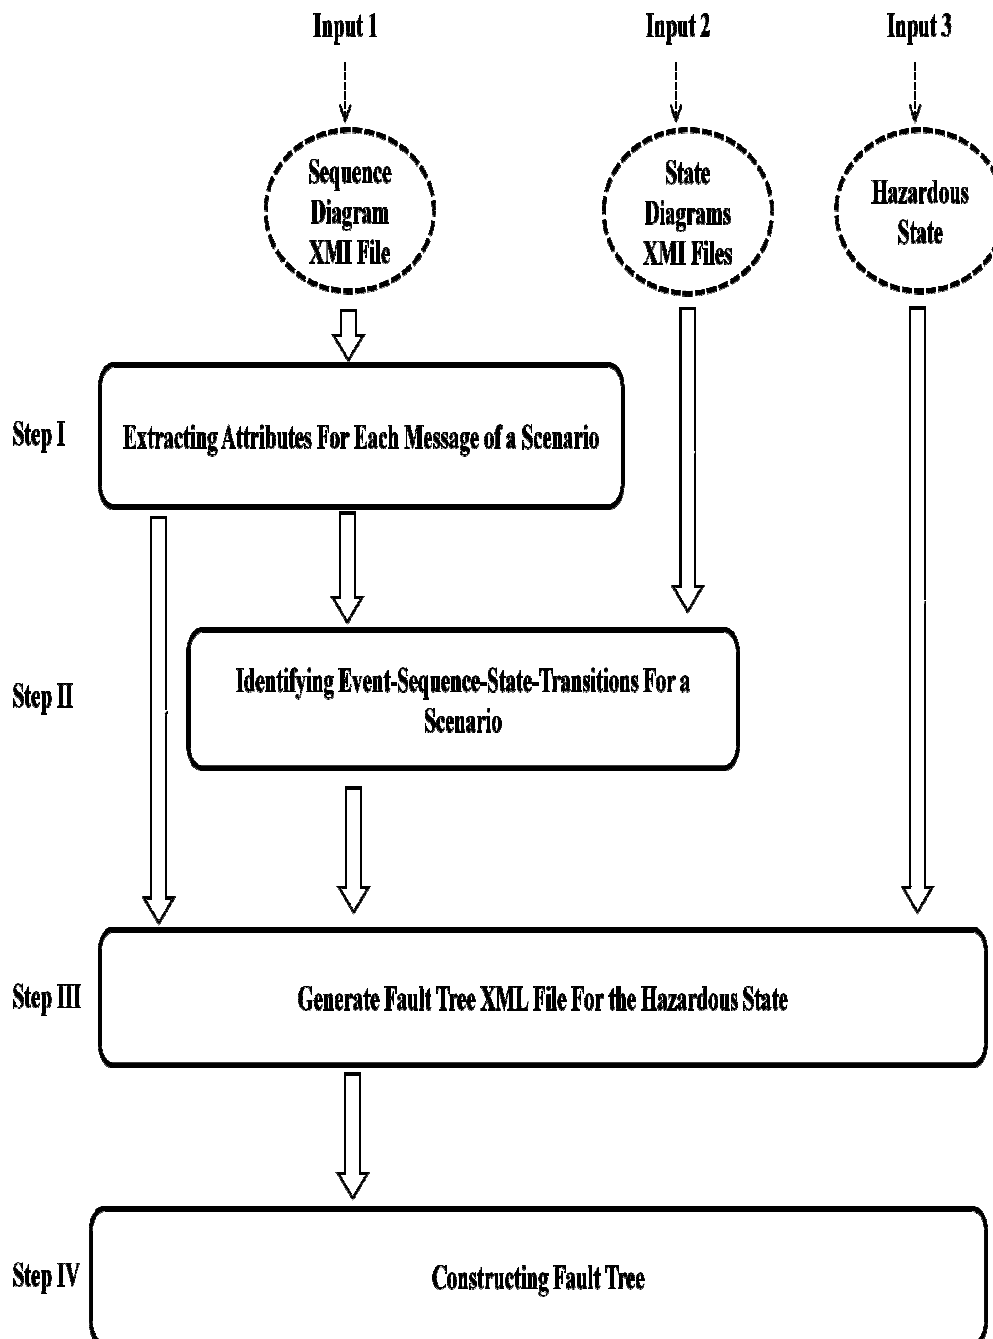 Input 1
Input 2
Input 3
Sequence
Diagram
XMI File
State
Diagrams
XMI Files
Hazardous
State
Step I
Extracting Attributes For Each Message of a Scenario
Step II
Identifying Event-Sequence-State-Transitions For a
Scenario
Step III
Generate Fault Tree XML File For the Hazardous State
Step IV
Constructing Fault Tree